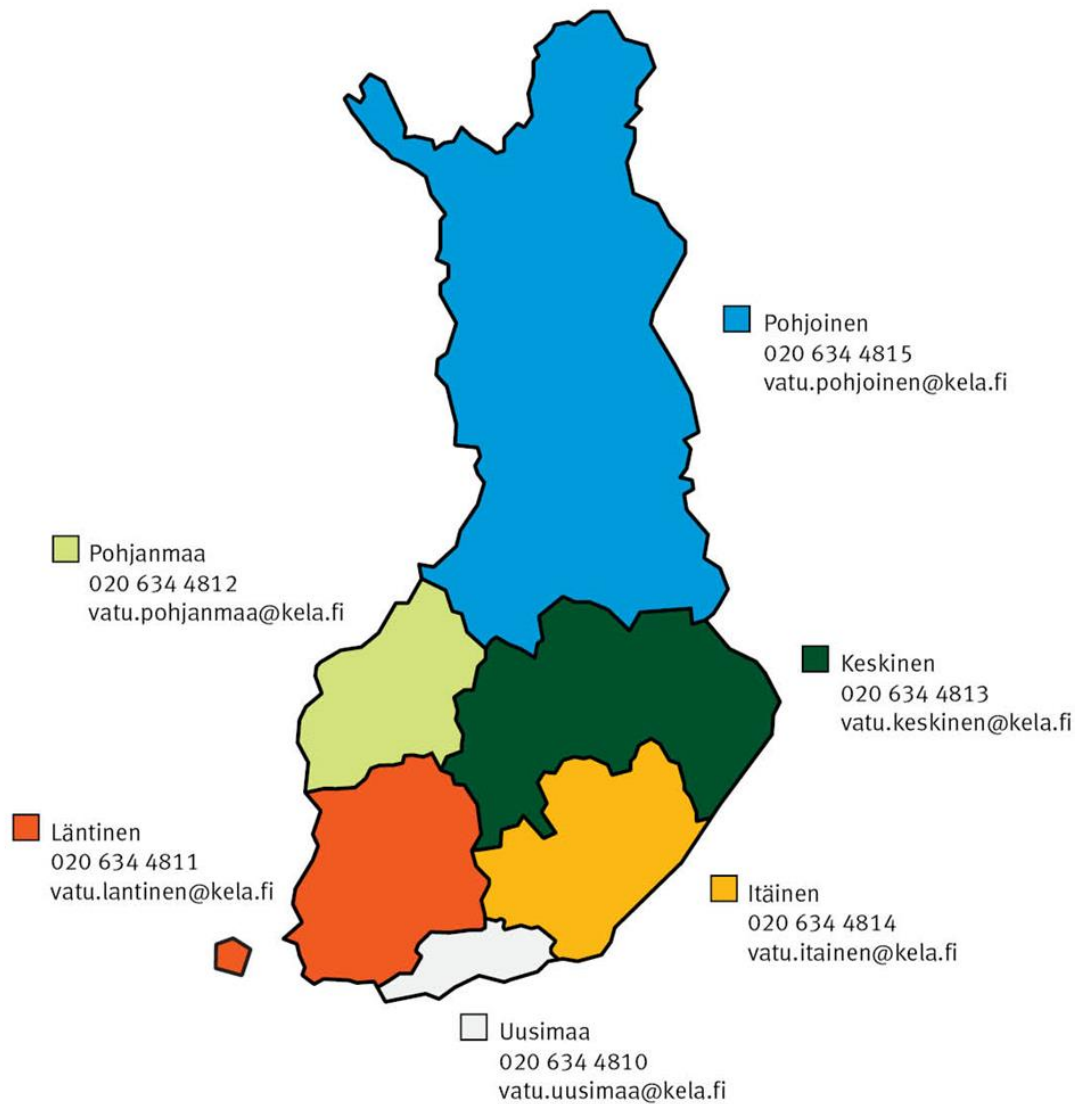 Pohjoinen
020 634 4815
vatu.pohjoinen@kela.fi
Pohjanmaa
020 634 4812
vatu.pohjanmaa@kela.fi
Keskinen
020 634 4813
vatu.keskinen@kela.fi
Läntinen
020 634 4811
vatu.lantinen@kela.fi
Itäinen
020 634 4814
vatu.itainen@kela.fi
Uusimaa
020 634 4810
vatu.uusimaa@kela.fi